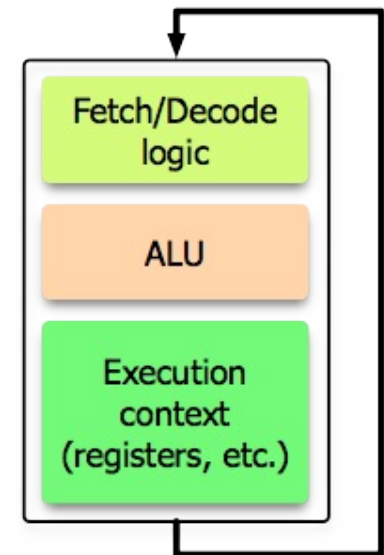 Fetch/Decode
logic
ALU
Execution
context
(registers, etc.)